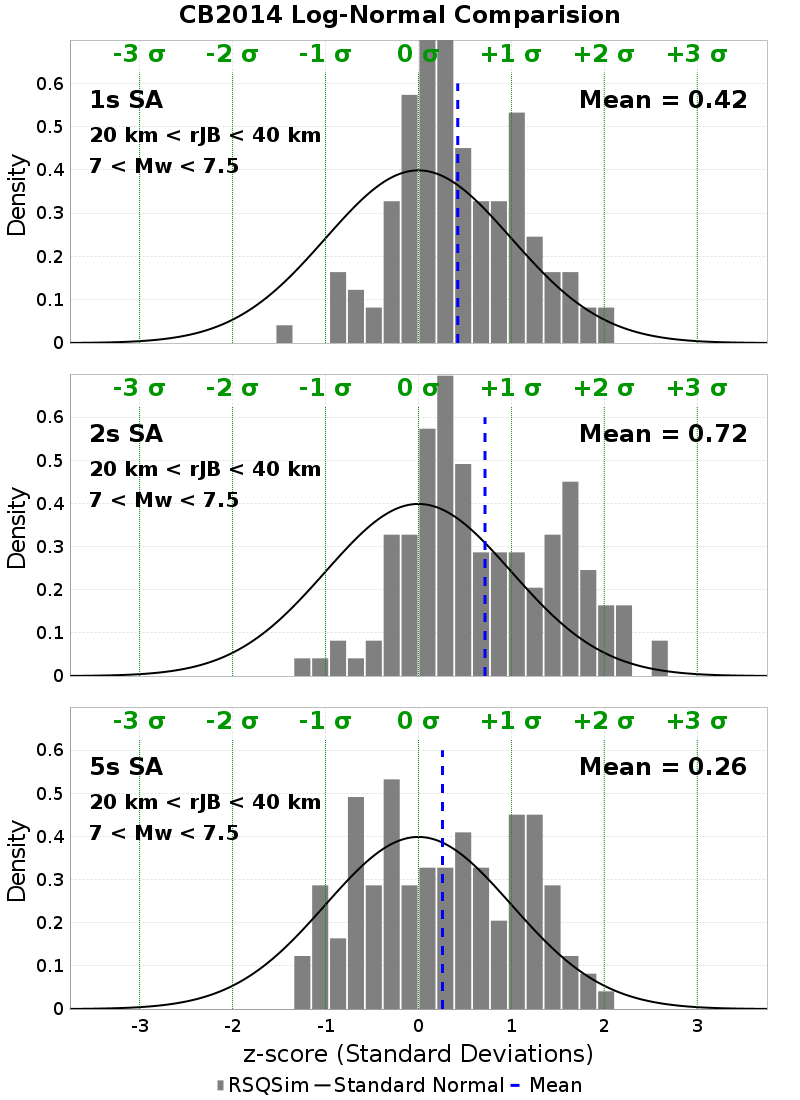 CB2014 Log-Normal Comparision
-3 σ -2 σ -1 σ 0 σ +1 σ +2 σ +3 σ
1s SA Mean = 0.42
20 km < rJB < 40 km
7 < Mw < 7.5
0.6
0.5
0.4
0.3
0.2
0.1
0
Density
-3 σ -2 σ -1 σ 0 σ +1 σ +2 σ +3 σ
2s SA Mean = 0.72
20 km < rJB < 40 km
7 < Mw < 7.5
0.6
0.5
0.4
0.3
0.2
0.1
0
Density
-3 σ -2 σ -1 σ 0 σ +1 σ +2 σ +3 σ
5s SA Mean = 0.26
20 km < rJB < 40 km
7 < Mw < 7.5
0.6
0.5
0.4
0.3
0.2
0.1
0
Density
-3 -2 -1 0 1 2 3
z-score (Standard Deviations)
RSQSim Standard Normal Mean